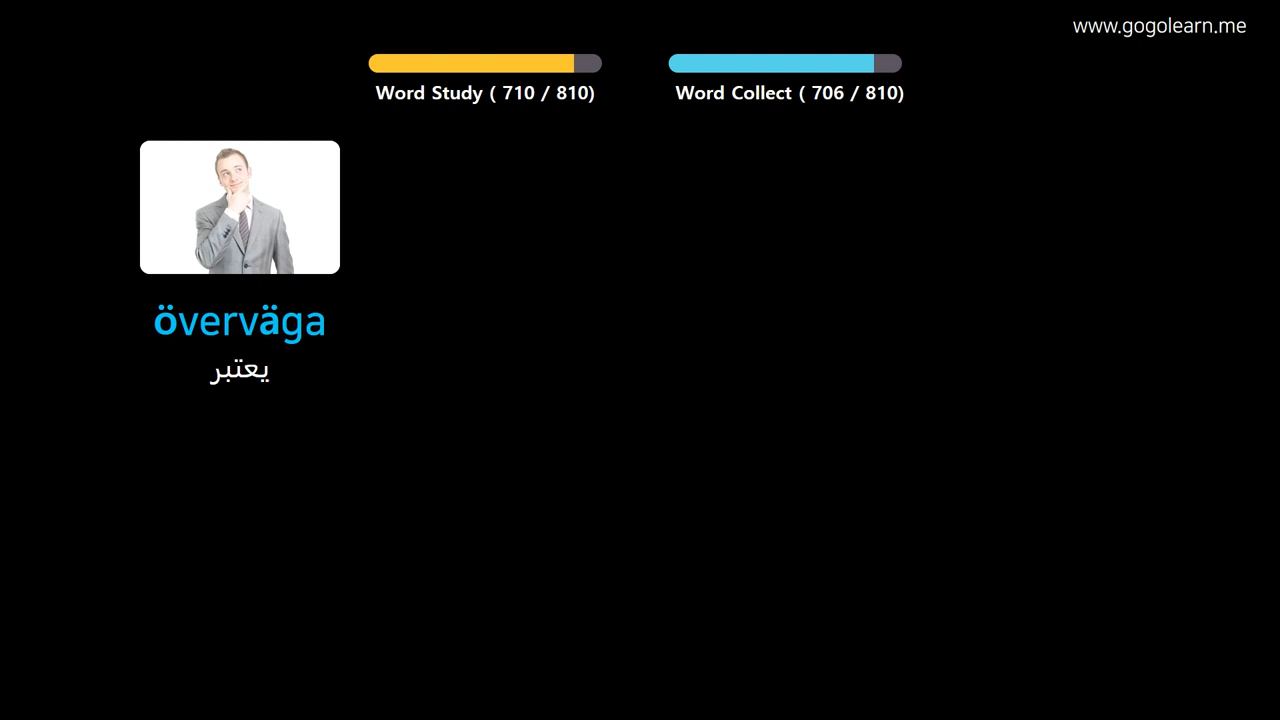 www.gogolearn.me
Word Study ( 710 / 810)
Word Collect ( 706 / 810)
överväga
يعتبر